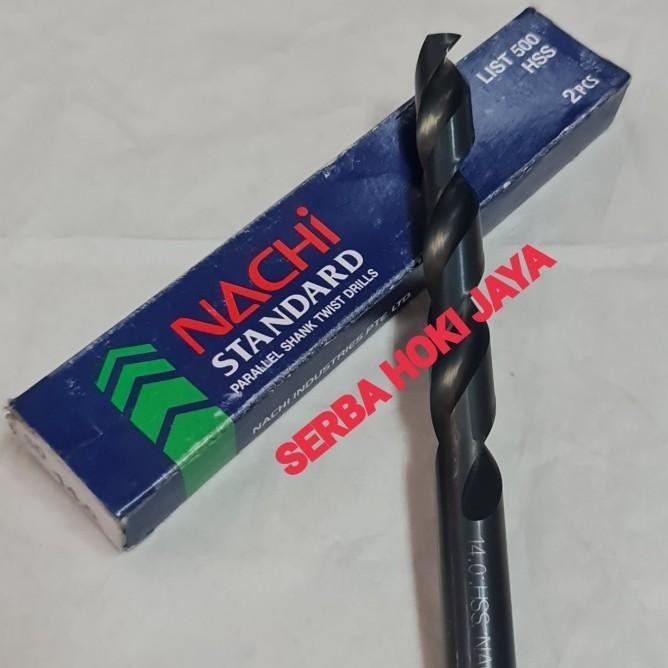 LIST 500
HSS
2PCS
NACHi
STANDARD
PARALLEL SHANK TWIST DRILLS
NACHI INDUSTRIES PTE LTD
SERBA HOKI JAYA
14.0 HSS NA